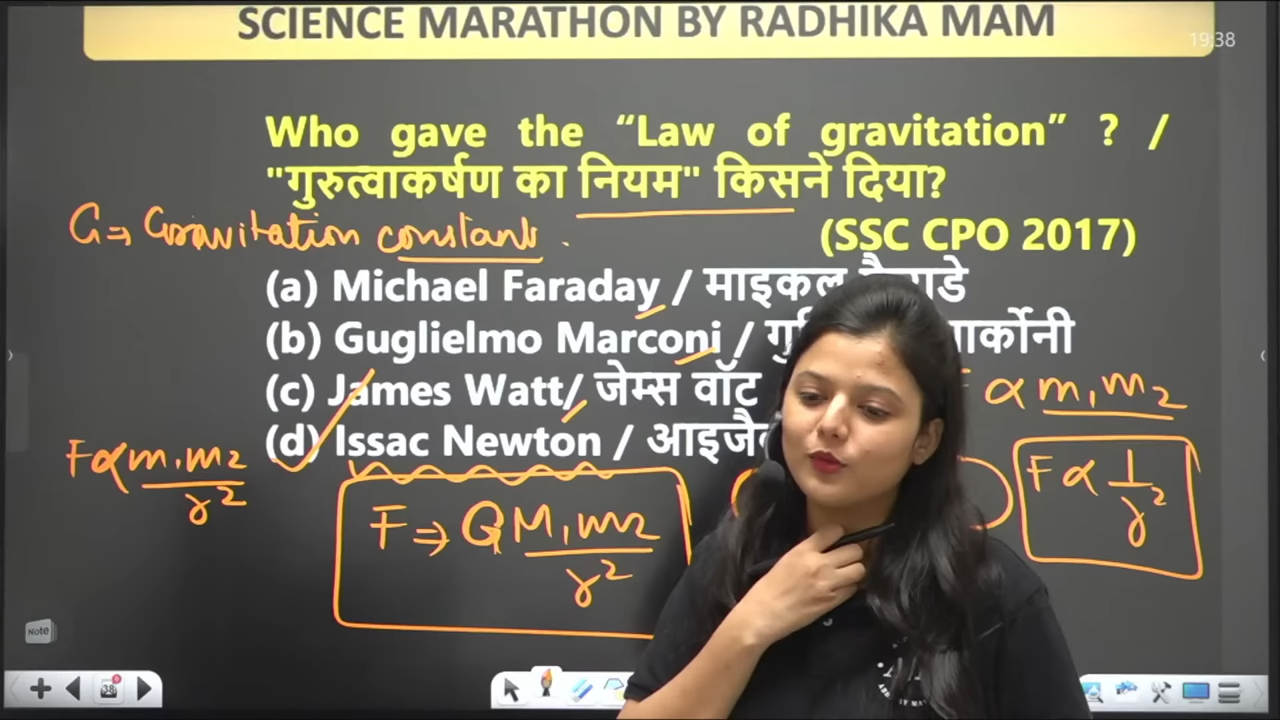 SCIENCE MARATHON BY RADHIKA MAM
19:38
Who gave the “Law of gravitation” ? /
"गुरुत्वाकर्षण का नियम" किसने दिया?
G⇒ Gravitation constant.
(SSC CPO 2017)
(a) Michael Faraday / माइकल
(b) Guglielmo Marconi /
(c) James Watt/ जेम्स वॉट
F α m1m2
(d) Issac Newton /
F α m1m2 / r²
F ⇒ G M1m2 / r²
F α 1 / r²
Note
38